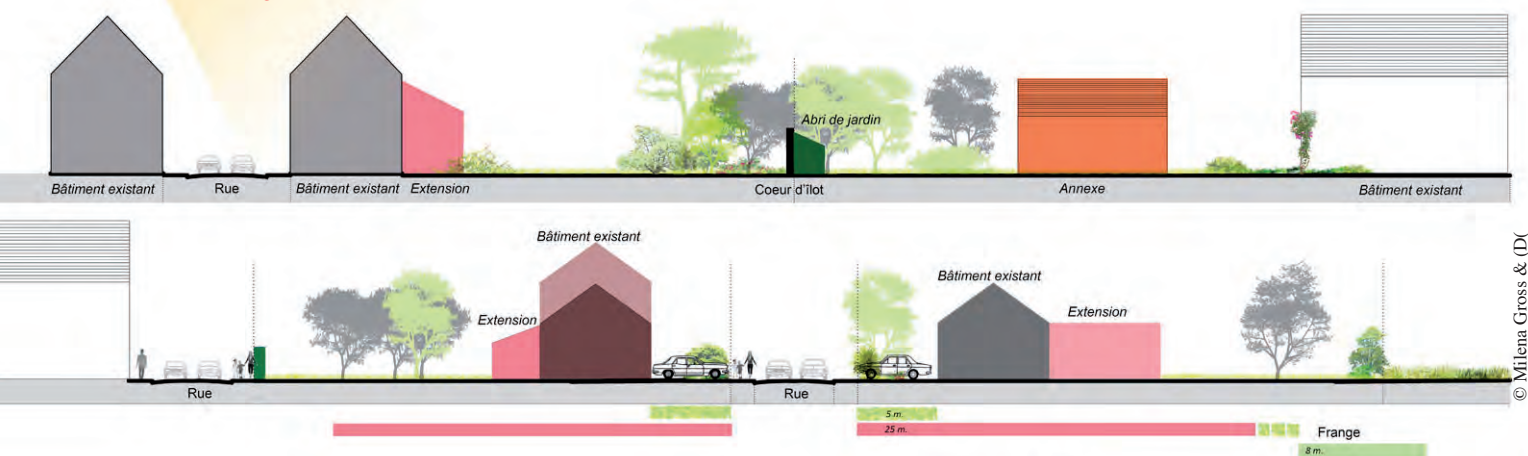 Abri de jardin
Bâtiment existant
Rue
Bâtiment existant
Extension
Coeur d'îlot
Annexe
Bâtiment existant
Bâtiment existant
Extension
Bâtiment existant
Extension
Rue
Rue
5 m.
25 m.
Frange
8 m.
© Milena Gross & (D(